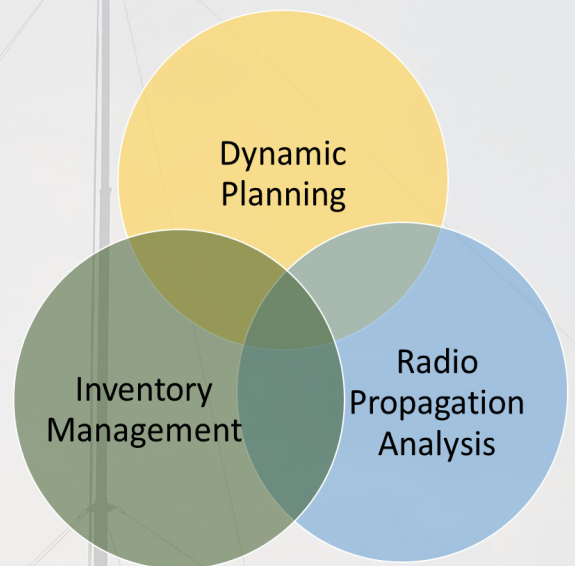 Dynamic
Planning
Inventory
Management
Radio
Propagation
Analysis